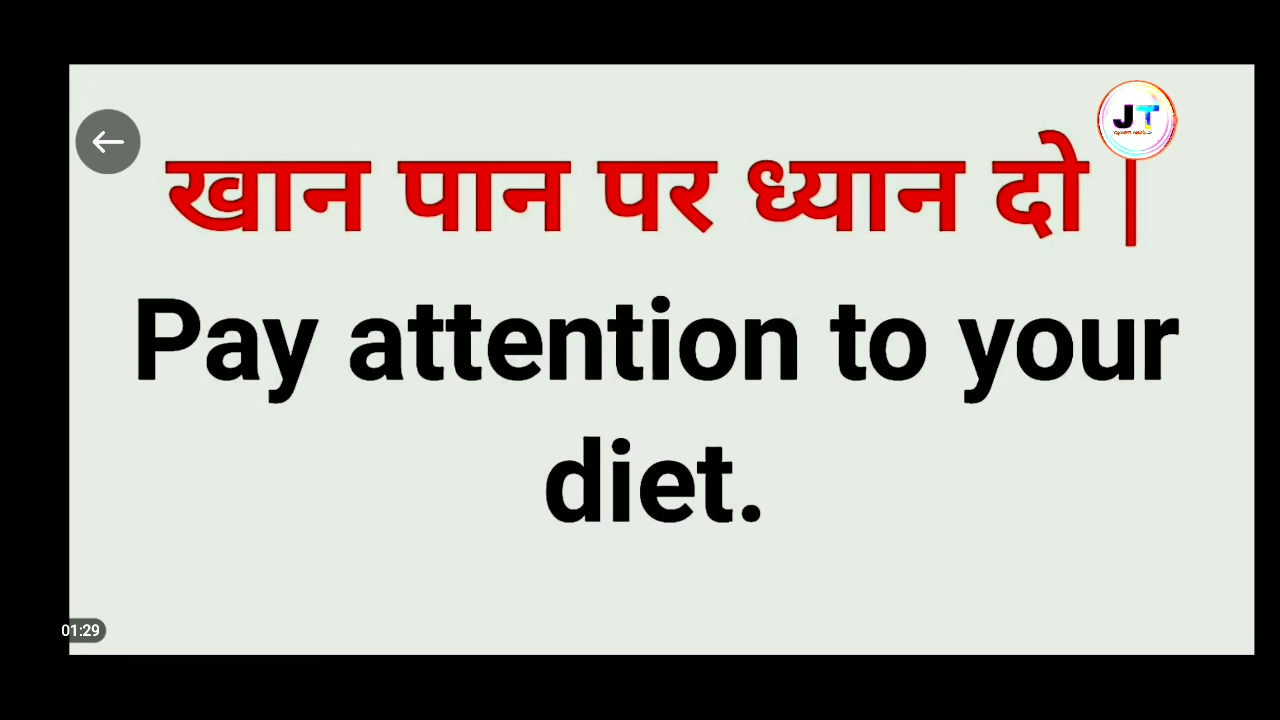 JT
खान पान पर ध्यान दो |
Pay attention to your
diet.
01:29